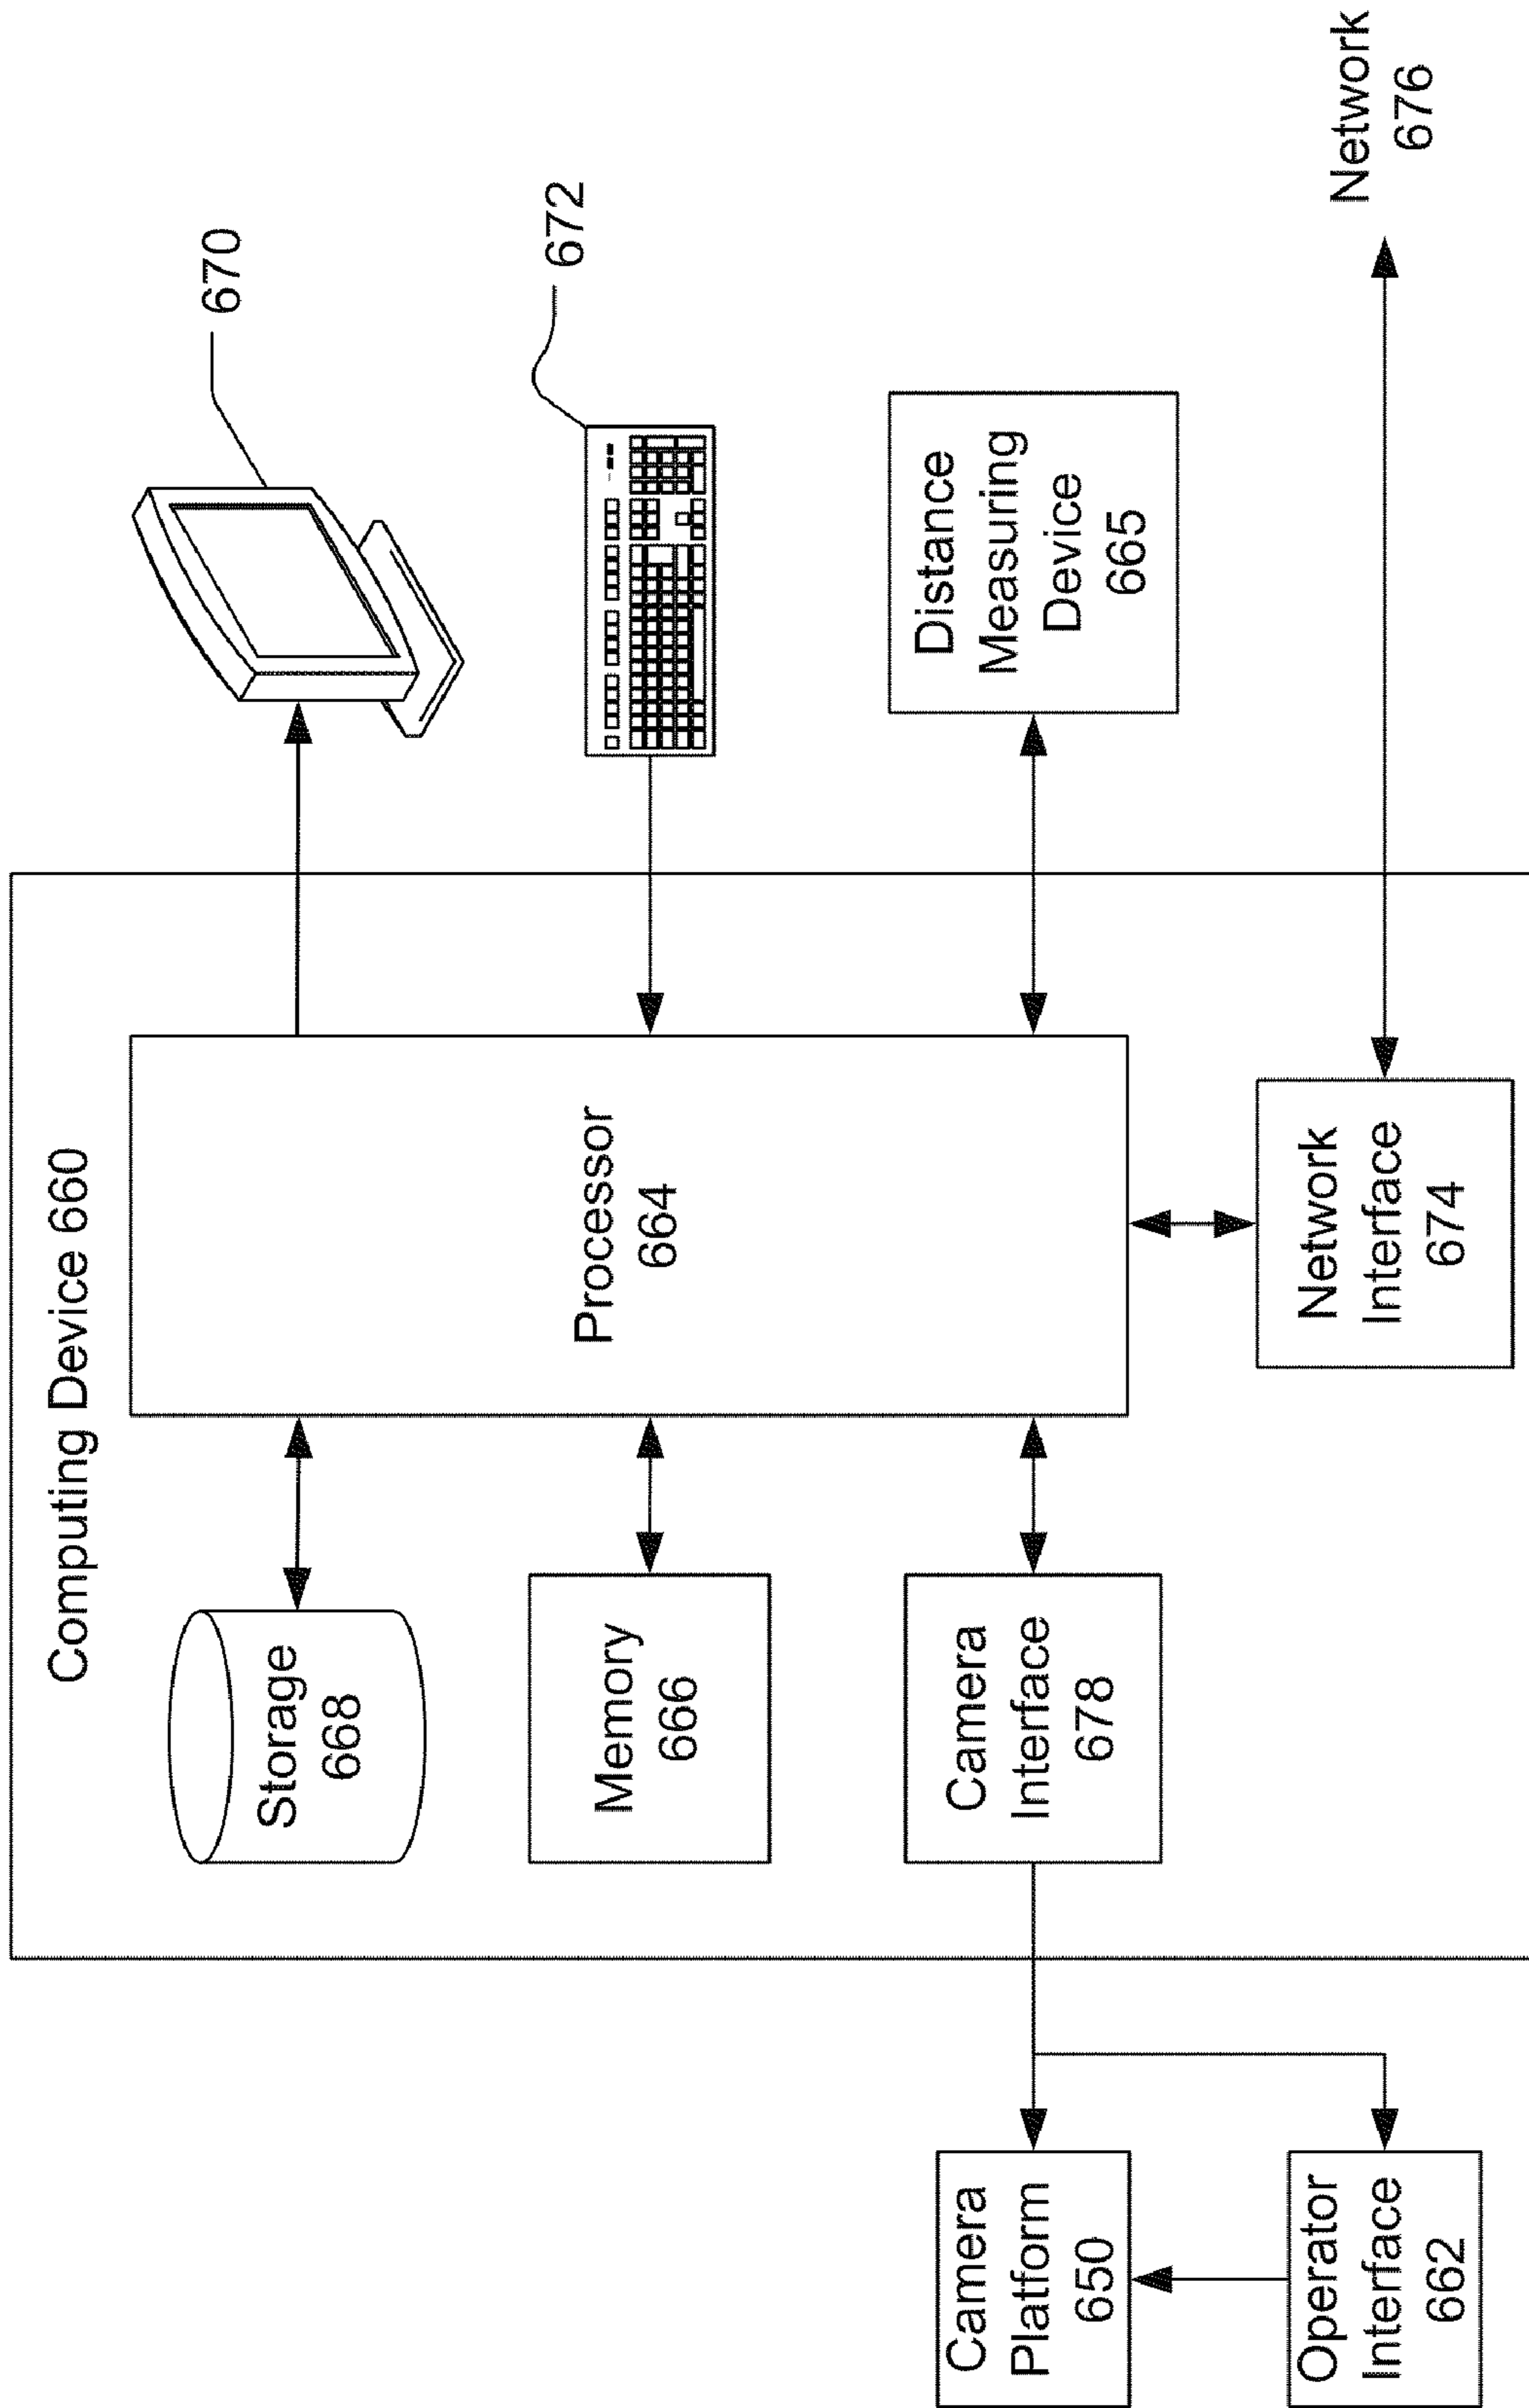 Computing Device 660
Storage
668
Memory
666
Camera
Interface
678
Processor
664
Network
Interface
674
670
672
Distance
Measuring
Device
665
Network
676
Camera
Platform
650
Operator
Interface
662